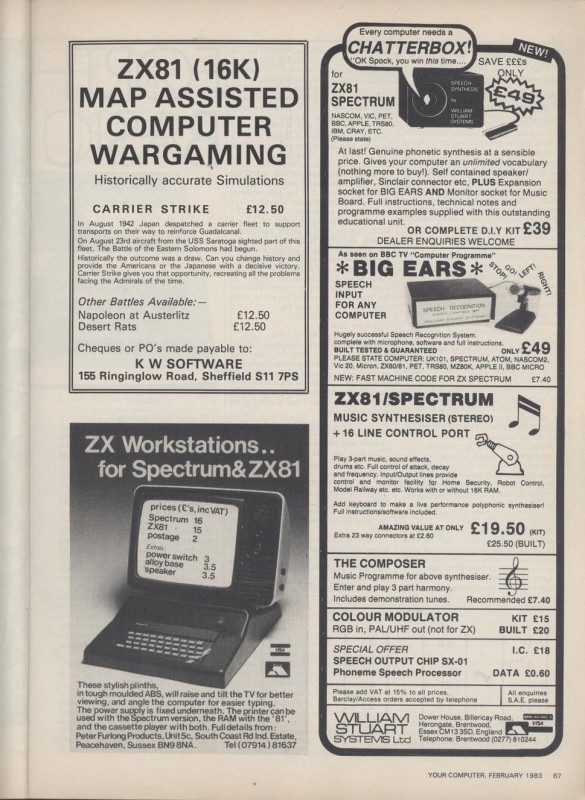 ZX81 (16K)
MAP ASSISTED
COMPUTER
WARGAMING
Historically accurate Simulations
CARRIER STRIKE £12.50
In August 1942 Japan despatched a carrier fleet to support
transports on their way to reinforce Guadalcanal.
On August 23rd aircraft from the USS Saratoga sighted part of this
fleet. The Battle of the Eastern Solomons had begun.
Historically the outcome was a draw. Can you change history and
provide the Americans or the Japanese with a decisive victory.
Carrier Strike gives you that opportunity, recreating all the problems
facing the Admirals of the time.
Other Battles Available:—
Napoleon at Austerlitz £12.50
Desert Rats £12.50
Cheques or PO's made payable to:
K W SOFTWARE
155 Ringinglow Road, Sheffield S11 7PS
ZX Workstations..
for Spectrum&ZX81
prices (£'s, inc VAT)
Spectrum 16
ZX81 15
postage 2
Extras:
power switch 3
alloy base 3.5
speaker 3.5
VISA
These stylish plinths,
in tough moulded ABS, will raise and tilt the TV for better
viewing, and angle the computer for easier typing.
The power supply is fixed underneath. The printer can be
used with the Spectrum version, the RAM with the '81',
and the cassette player with both. Full details from:
Peter Furlong Products, Unit 5c, South Coast Rd Ind. Estate,
Peacehaven, Sussex BN9 8NA. Tel (07914) 81637
Every computer needs a
CHATTERBOX!
"OK Spock, you win this time....
NEW!
SAVE £££s
ONLY
£49
for
ZX81
SPECTRUM
NASCOM, VIC, PET,
BBC, APPLE, TRS80,
IBM, CRAY, ETC.
(Please state)
SPEECH
SYNTHESIS
by
WILLIAM
STUART
SYSTEMS
At last! Genuine phonetic synthesis at a sensible
price. Gives your computer an unlimited vocabulary
(nothing more to buy!). Self contained speaker/
amplifier, Sinclair connector etc, PLUS Expansion
socket for BIG EARS AND Monitor socket for Music
Board. Full instructions, technical notes and
programme examples supplied with this outstanding
educational unit.
OR COMPLETE D.I.Y KIT £39
DEALER ENQUIRIES WELCOME
As seen on BBC TV "Computer Programme"
*BIG EARS*
STOP GO! LEFT! RIGHT!
SPEECH
INPUT
FOR ANY
COMPUTER
SPEECH RECOGNITION
Hugely successful Speech Recognition System,
complete with microphone, software and full instructions.
BUILT TESTED & GUARANTEED ONLY £49
PLEASE STATE COMPUTER: UK101, SPECTRUM, ATOM, NASCOM2,
Vic 20, Micron, ZX80/81, PET, TRS80, MZ80K, APPLE II, BBC MICRO
NEW: FAST MACHINE CODE FOR ZX SPECTRUM £7.40
ZX81/SPECTRUM
MUSIC SYNTHESISER (STEREO)
+ 16 LINE CONTROL PORT
Play 3-part music, sound effects,
drums etc. Full control of attack, decay
and frequency. Input/Output lines provide
control and monitor facility for Home Security, Robot Control,
Model Railway etc. etc. Works with or without 16K RAM.
Add keyboard to make a live performance polyphonic synthesiser!
Full instructions/software included.
AMAZING VALUE AT ONLY £19.50 (KIT)
Extra 23 way connectors at £2.60
£25.50 (BUILT)
THE COMPOSER
Music Programme for above synthesiser.
Enter and play 3 part harmony.
Includes demonstration tunes. Recommended £7.40
COLOUR MODULATOR KIT £15
RGB in, PAL/UHF out (not for ZX) BUILT £20
SPECIAL OFFER I.C. £18
SPEECH OUTPUT CHIP SX-01
Phoneme Speech Processor DATA £0.60
Please add VAT at 15% to all prices.
Barclay/Access orders accepted by telephone
All enquiries
S.A.E. please
WILLIAM
STUART
SYSTEMS Ltd
Dower House, Billericay Road,
Herongate, Brentwood,
Essex CM13 3SD, England
Telephone: Brentwood (0277) 810244
VISA
YOUR COMPUTER, FEBRUARY 1983 67